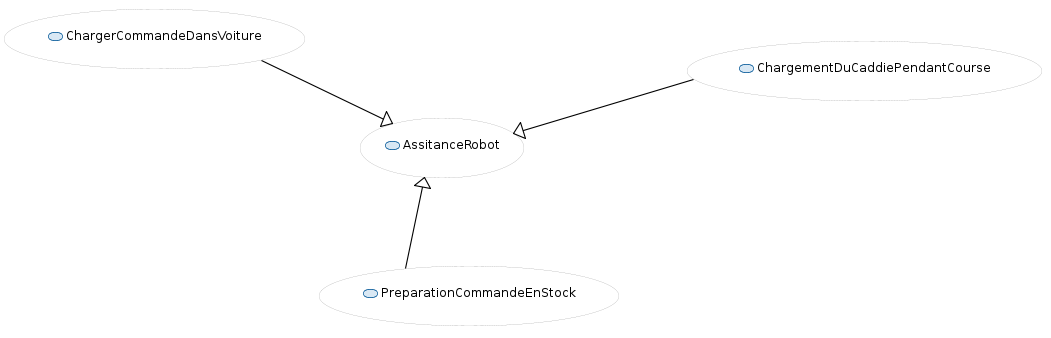 ChargerCommandeDansVoiture
ChargementDuCaddiePendantCourse
AssitanceRobot
PreparationCommandeEnStock